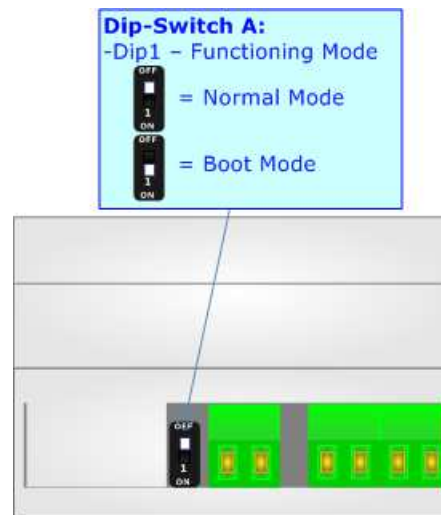 Dip-Switch A:
-Dip1 – Functioning Mode
OFF
1
ON
= Normal Mode
OFF
1
ON
= Boot Mode
OFF
1
ON